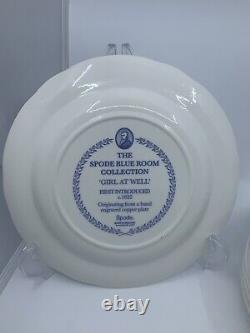 THE
SPODE BLUE ROOM
COLLECTION
'GIRL AT WELL'
FIRST INTRODUCED
c.1822
Originating from a hand
engraved copper plate
Spode